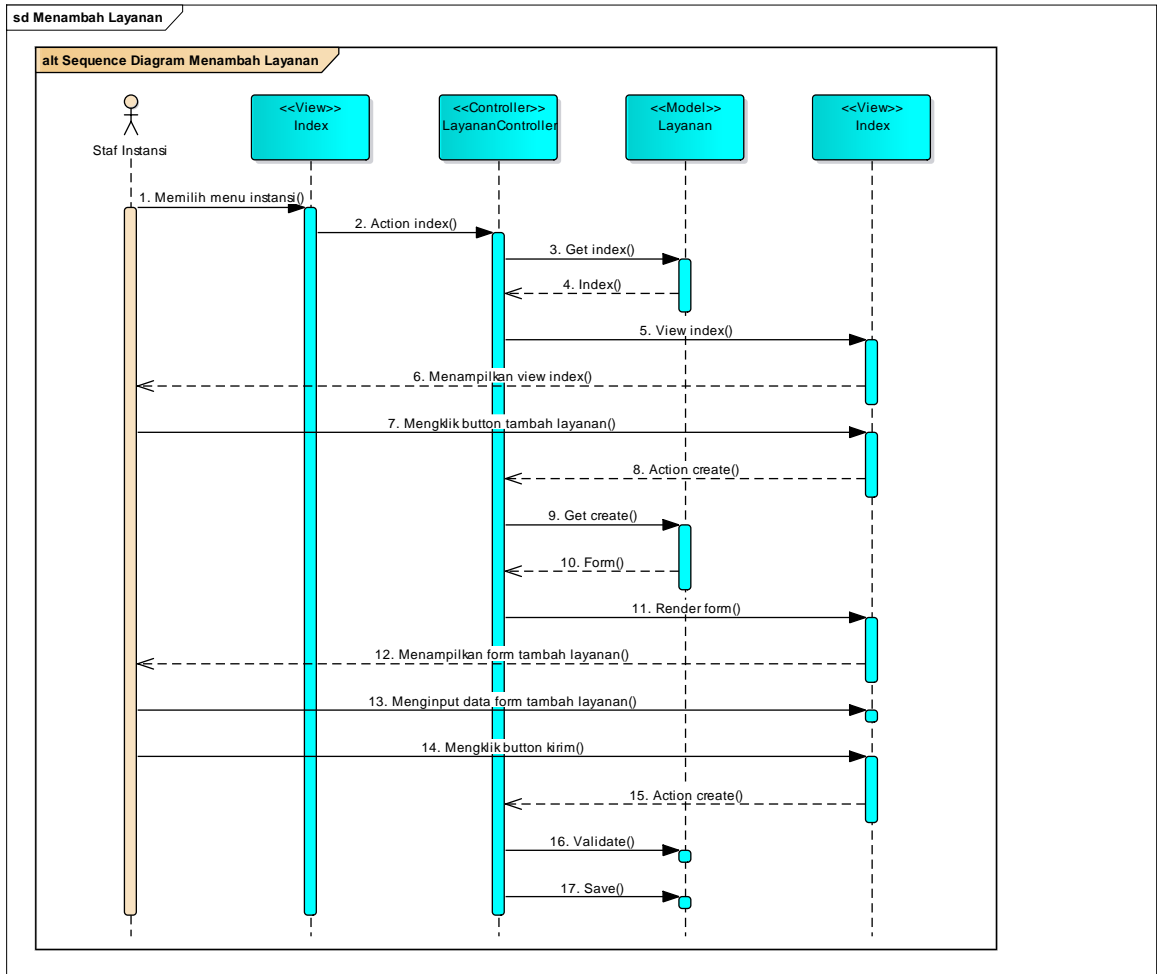 sd Menambah Layanan
alt Sequence Diagram Menambah Layanan
Staf Instansi
<<View>>
Index
<<Controller>>
LayananController
<<Model>>
Layanan
<<View>>
Index
1. Memilih menu instansi()
2. Action index()
3. Get index()
4. Index()
5. View index()
6. Menampilkan view index()
7. Mengklik button tambah layanan()
8. Action create()
9. Get create()
10. Form()
11. Render form()
12. Menampilkan form tambah layanan()
13. Menginput data form tambah layanan()
14. Mengklik button kirim()
15. Action create()
16. Validate()
17. Save()